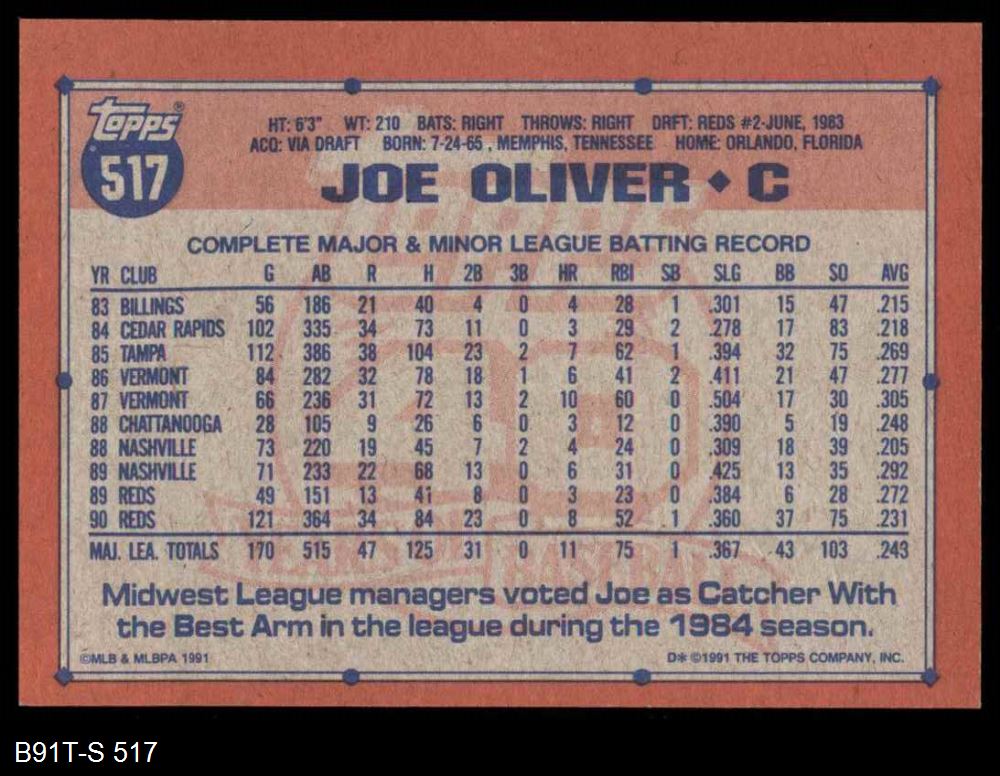 Topps®
517
HT: 6'3" WT: 210 BATS: RIGHT THROWS: RIGHT DRFT: REDS #2-JUNE, 1983
ACQ: VIA DRAFT BORN: 7-24-65 , MEMPHIS, TENNESSEE HOME: ORLANDO, FLORIDA
JOE OLIVER ◆ C
COMPLETE MAJOR & MINOR LEAGUE BATTING RECORD
YR CLUB G AB R H 2B 3B HR RBI SB SLG BB SO AVG
83 BILLINGS 56 186 21 40 4 0 4 28 1 .301 15 47 .215
84 CEDAR RAPIDS 102 335 34 73 11 0 3 29 2 .278 17 83 .218
85 TAMPA 112 386 38 104 23 2 7 62 1 .394 32 75 .269
86 VERMONT 84 282 32 78 18 1 6 41 2 .411 21 47 .277
87 VERMONT 66 236 31 72 13 2 10 60 0 .504 17 30 .305
88 CHATTANOOGA 28 105 9 26 6 0 3 12 0 .390 5 19 .248
88 NASHVILLE 73 220 19 45 7 2 4 24 0 .309 18 39 .205
89 NASHVILLE 71 233 22 68 13 0 6 31 0 .425 13 35 .292
89 REDS 49 151 13 41 8 0 3 23 0 .384 6 28 .272
90 REDS 121 364 34 84 23 0 8 52 1 .360 37 75 .231
MAJ. LEA. TOTALS 170 515 47 125 31 0 11 75 1 .367 43 103 .243
Topps
40
YEARS OF
BASEBALL
Midwest League managers voted Joe as Catcher With
the Best Arm in the league during the 1984 season.
©MLB & MLBPA 1991 D* ©1991 THE TOPPS COMPANY, INC.
B91T-S 517